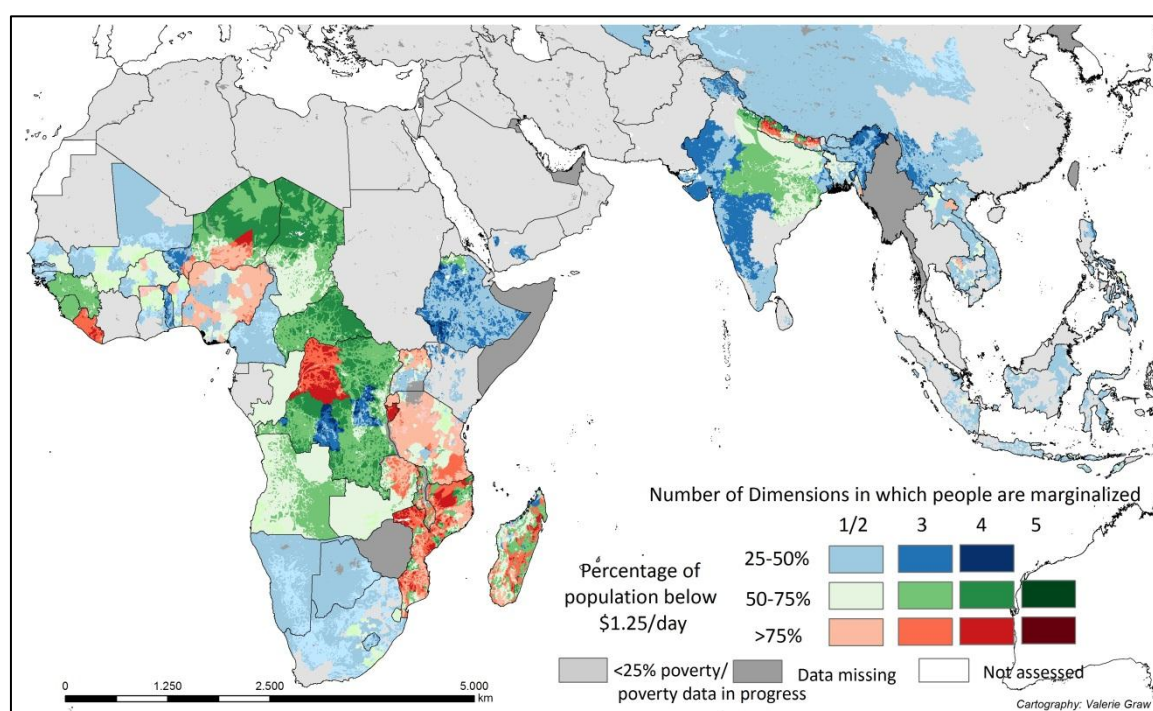 Number of Dimensions in which people are marginalized
1/2 3 4 5
Percentage of
population below
$1.25/day
25-50%
50-75%
>75%
<25% poverty/
poverty data in progress
Data missing
Not assessed
0 1.250 2.500 5.000
km
Cartography: Valerie Graw